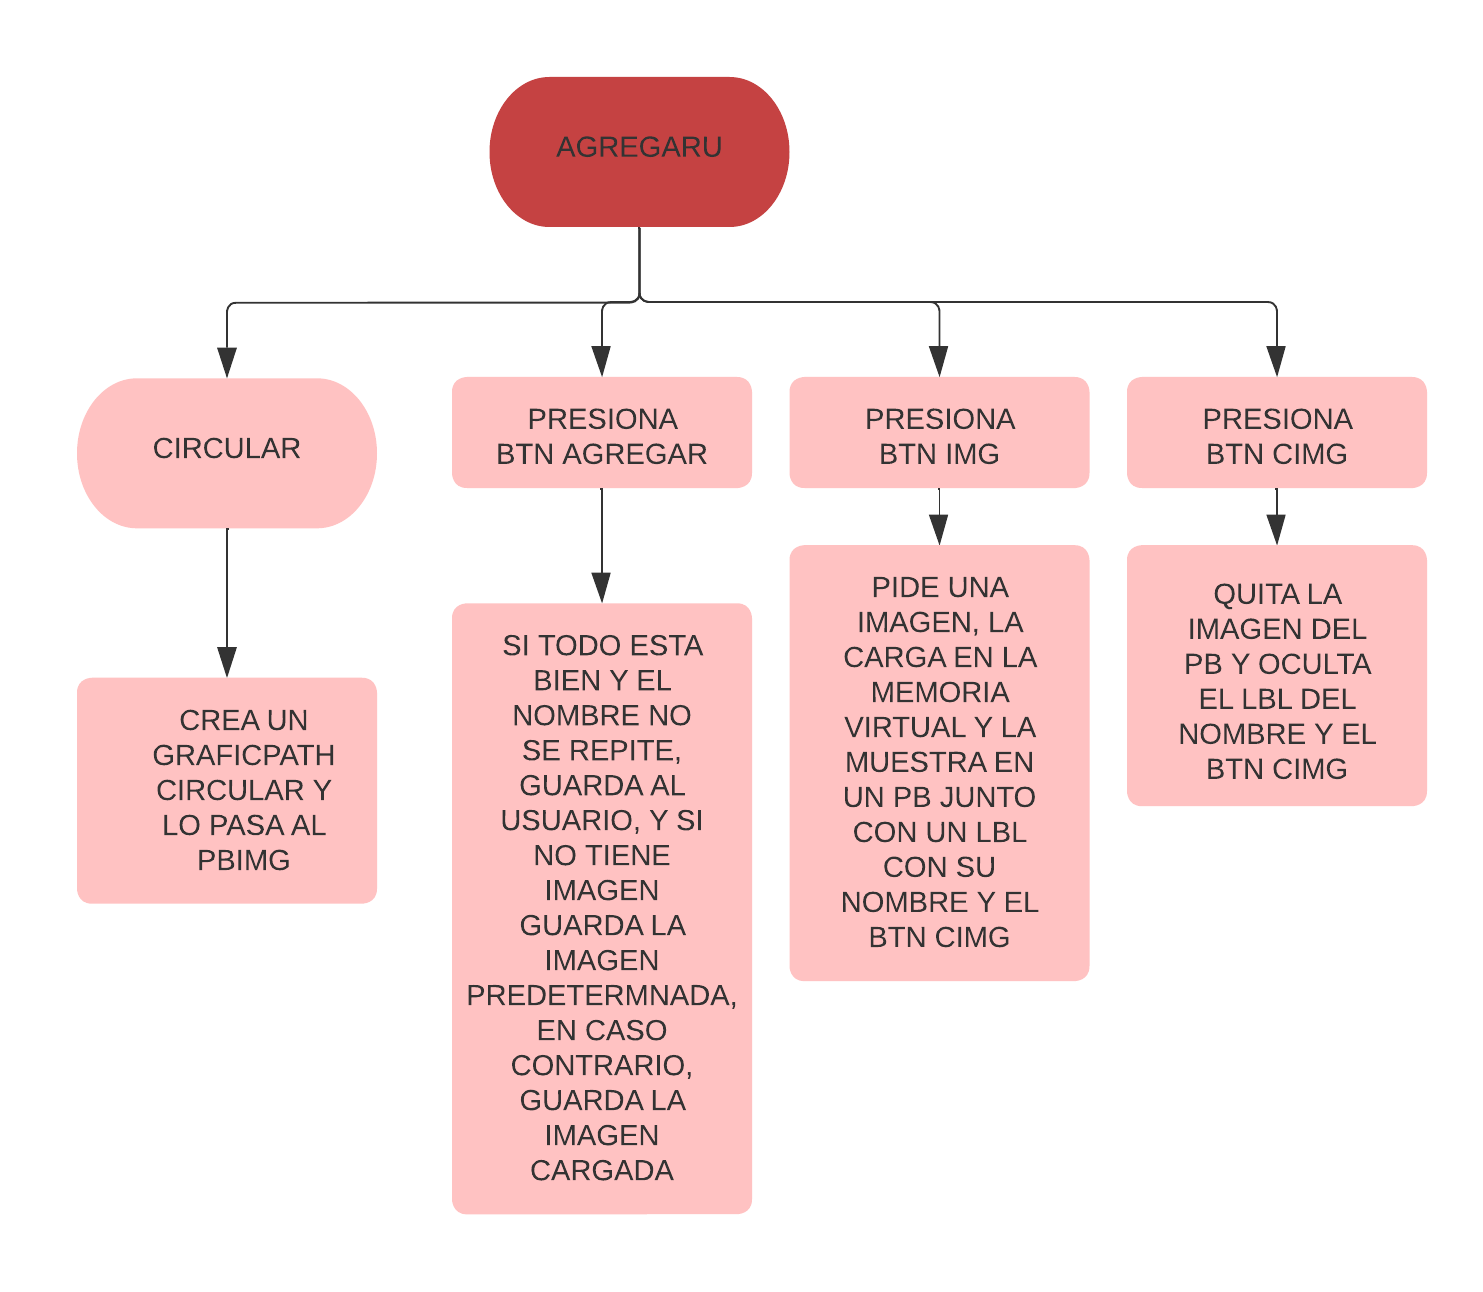 AGREGARU
CIRCULAR
PRESIONA
BTN AGREGAR
PRESIONA
BTN IMG
PRESIONA
BTN CIMG
CREA UN
GRAFICPATH
CIRCULAR Y
LO PASA AL
PBIMG
SI TODO ESTA
BIEN Y EL
NOMBRE NO
SE REPITE,
GUARDA AL
USUARIO, Y SI
NO TIENE
IMAGEN
GUARDA LA
IMAGEN
PREDETERMNADA,
EN CASO
CONTRARIO,
GUARDA LA
IMAGEN
CARGADA
PIDE UNA
IMAGEN, LA
CARGA EN LA
MEMORIA
VIRTUAL Y LA
MUESTRA EN
UN PB JUNTO
CON UN LBL
CON SU
NOMBRE Y EL
BTN CIMG
QUITA LA
IMAGEN DEL
PB Y OCULTA
EL LBL DEL
NOMBRE Y EL
BTN CIMG